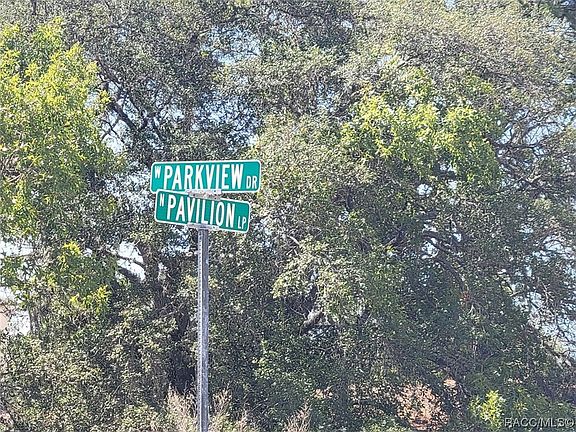 W PARKVIEW DR
N PAVILION LP
RACC/MLS©